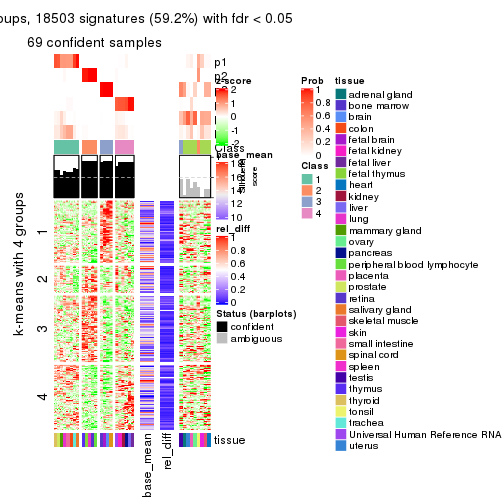 oups, 18503 signatures (59.2%) with fdr < 0.05
69 confident samples
p1
p2
z-score
2
1
0
-1
-2
Class
base_mean
18
16
14
12
10
score
rel_diff
1
0.8
0.6
0.4
0.2
0
Status (barplots)
confident
ambiguous
k-means with 4 groups
1
2
3
4
tissue
base_mean
rel_diff
Prob
1
0.8
0.6
0.4
0.2
0
Class
1
2
3
4
tissue
adrenal gland
bone marrow
brain
colon
fetal brain
fetal kidney
fetal liver
fetal thymus
heart
kidney
liver
lung
mammary gland
ovary
pancreas
peripheral blood lymphocyte
placenta
prostate
retina
salivary gland
skeletal muscle
skin
small intestine
spinal cord
spleen
testis
thymus
thyroid
tonsil
trachea
Universal Human Reference RNA
uterus